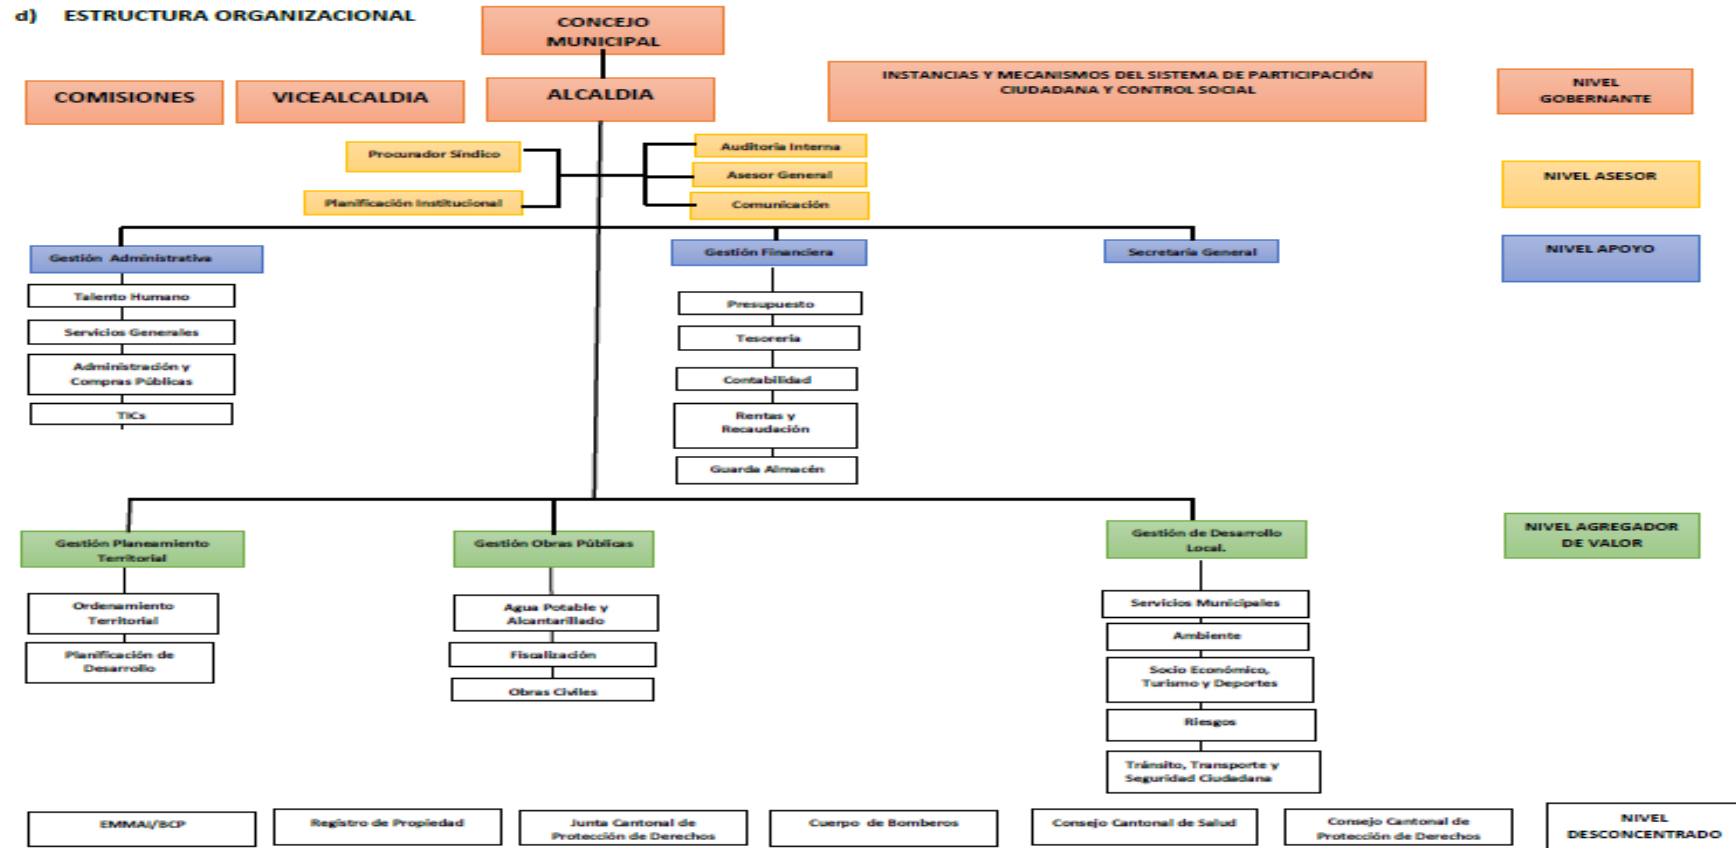 d) ESTRUCTURA ORGANIZACIONAL
CONCEJO
MUNICIPAL
COMISIONES
VICEALCALDIA
ALCALDIA
INSTANCIAS Y MECANISMOS DEL SISTEMA DE PARTICIPACIÓN
CIUDADANA Y CONTROL SOCIAL
NIVEL
GOBERNANTE
Procurador Síndico
Planificación Institucional
Auditoria Interna
Asesor General
Comunicación
NIVEL ASESOR
Gestión Administrativa
Gestión Financiera
Secretaría General
NIVEL APOYO
Talento Humano
Servicios Generales
Administración y
Compras Públicas
TICs
Presupuesto
Tesorería
Contabilidad
Rentas y
Recaudación
Guarda Almacén
Gestión Planeamiento
Territorial
Gestión Obras Públicas
Gestión de Desarrollo
Local.
NIVEL AGREGADOR
DE VALOR
Ordenamiento
Territorial
Planificación de
Desarrollo
Agua Potable y
Alcantarillado
Fiscalización
Obras Civiles
Servicios Municipales
Ambiente
Socio Económico,
Turismo y Deportes
Riesgos
Tránsito, Transporte y
Seguridad Ciudadana
EMMAI/BCP
Registro de Propiedad
Junta Cantonal de
Protección de Derechos
Cuerpo de Bomberos
Consejo Cantonal de Salud
Consejo Cantonal de
Protección de Derechos
NIVEL
DESCONCENTRADO